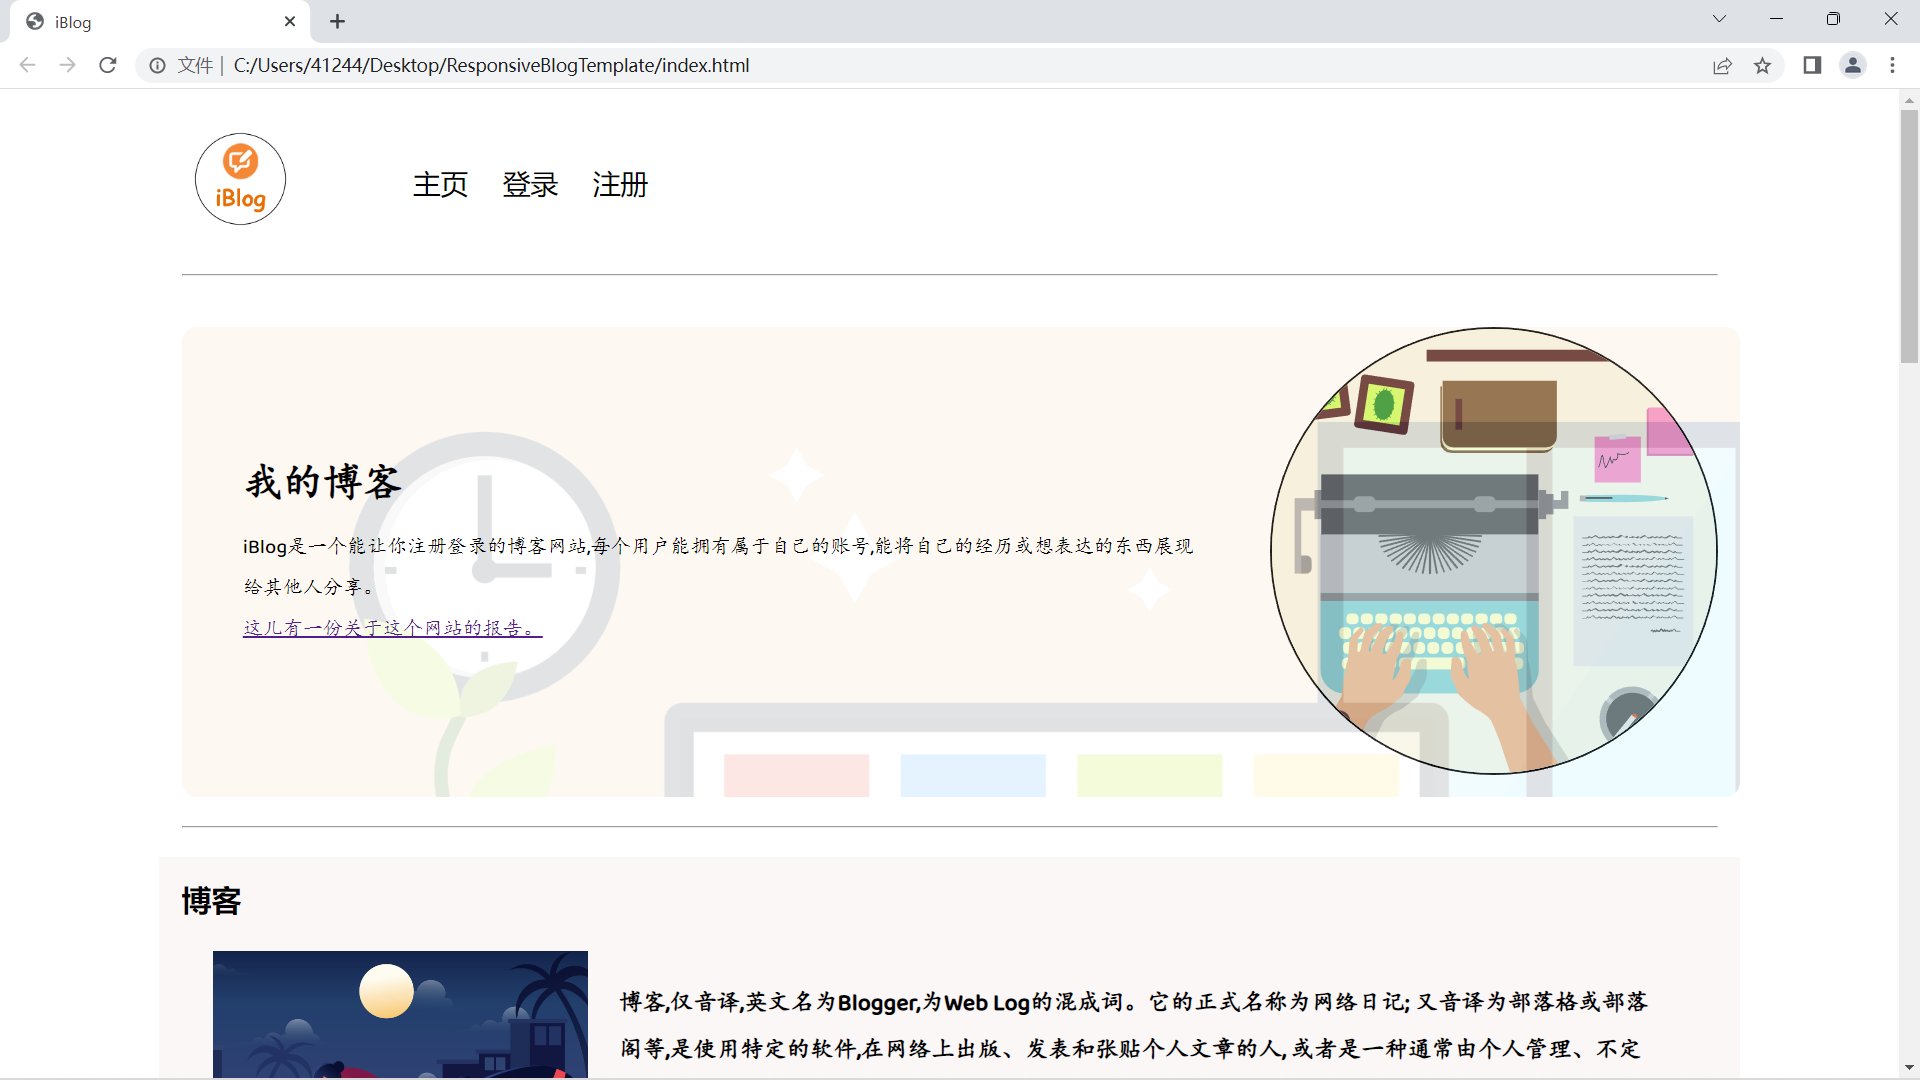 iBlog
文件 | C:/Users/41244/Desktop/ResponsiveBlogTemplate/index.html
iBlog
主页 登录 注册
我的博客
iBlog是一个能让你注册登录的博客网站,每个用户能拥有属于自己的账号,能将自己的经历或想表达的东西展现
给其他人分享。
这儿有一份关于这个网站的报告。
博客
博客,仅音译,英文名为Blogger,为Web Log的混成词。它的正式名称为网络日记; 又音译为部落格或部落
阁等,是使用特定的软件,在网络上出版、发表和张贴个人文章的人, 或者是一种通常由个人管理、不定